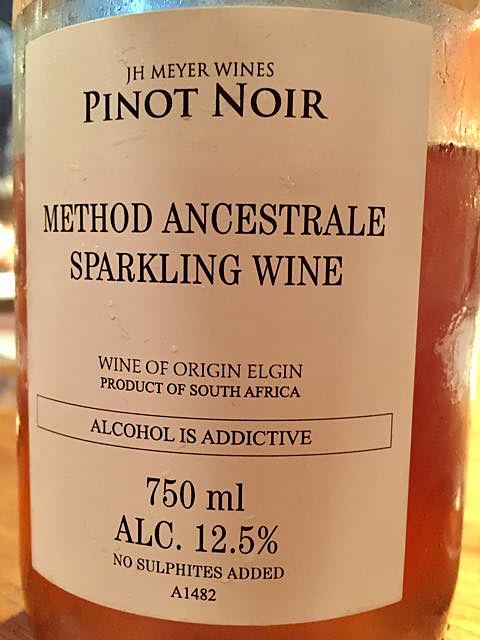 JH MEYER WINES
PINOT NOIR
METHOD ANCESTRALE
SPARKLING WINE
WINE OF ORIGIN ELGIN
PRODUCT OF SOUTH AFRICA
ALCOHOL IS ADDICTIVE
750 ml
ALC. 12.5%
NO SULPHITES ADDED
A1482